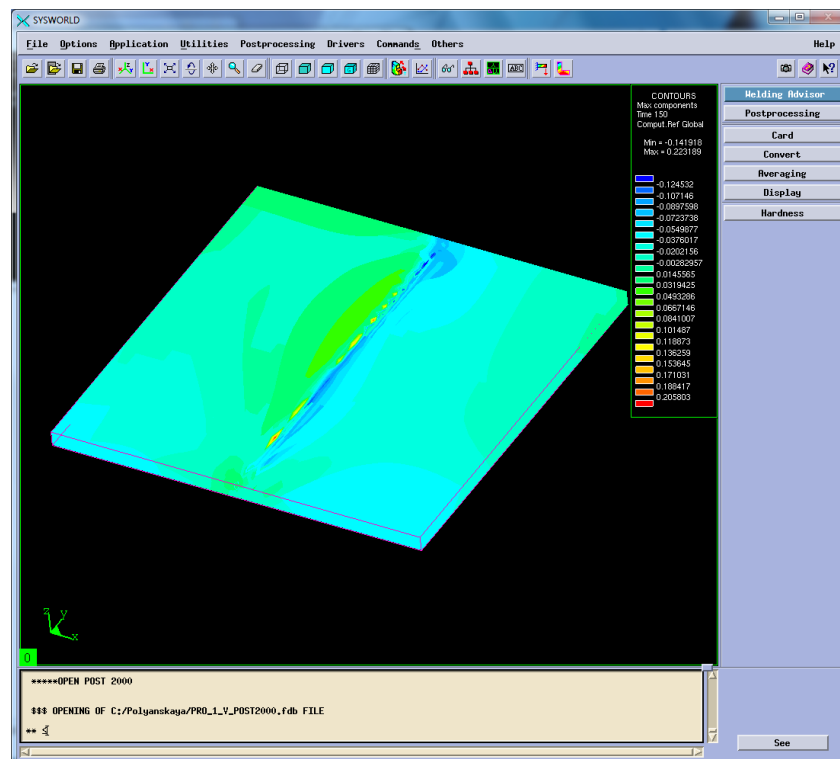 SYSWORLD
File Options Application Utilities Postprocessing Drivers Commands Others Help
ABC
CONTOURS
Max components
Time 150
Comput.Ref Global
Min = -0.141918
Max = 0.223189
-0.124532
-0.107146
-0.0897598
-0.0723738
-0.0549877
-0.0376017
-0.0202156
-0.00282957
0.0145565
0.0319425
0.0493286
0.0667146
0.0841007
0.101487
0.118873
0.136259
0.153645
0.171031
0.188417
0.205803
Welding Advisor
Postprocessing
Card
Convert
Averaging
Display
Hardness
z y
x
0
*****OPEN POST 2000
$$$ OPENING OF C:/Polyanskaya/PRO_1_V_POST2000.fdb FILE
**
See